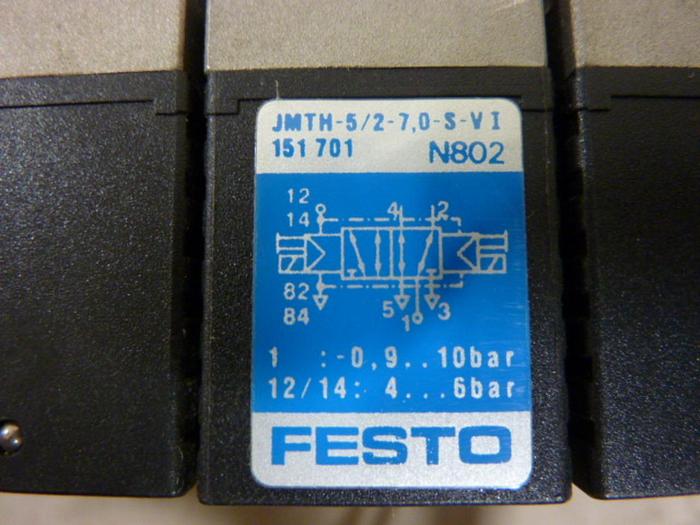 JMTH-5/2-7,0-S-VI
151 701 N802
12
14 4 2
82
84 5 1 3
1 :-0,9..10bar
12/14: 4...6bar
FESTO